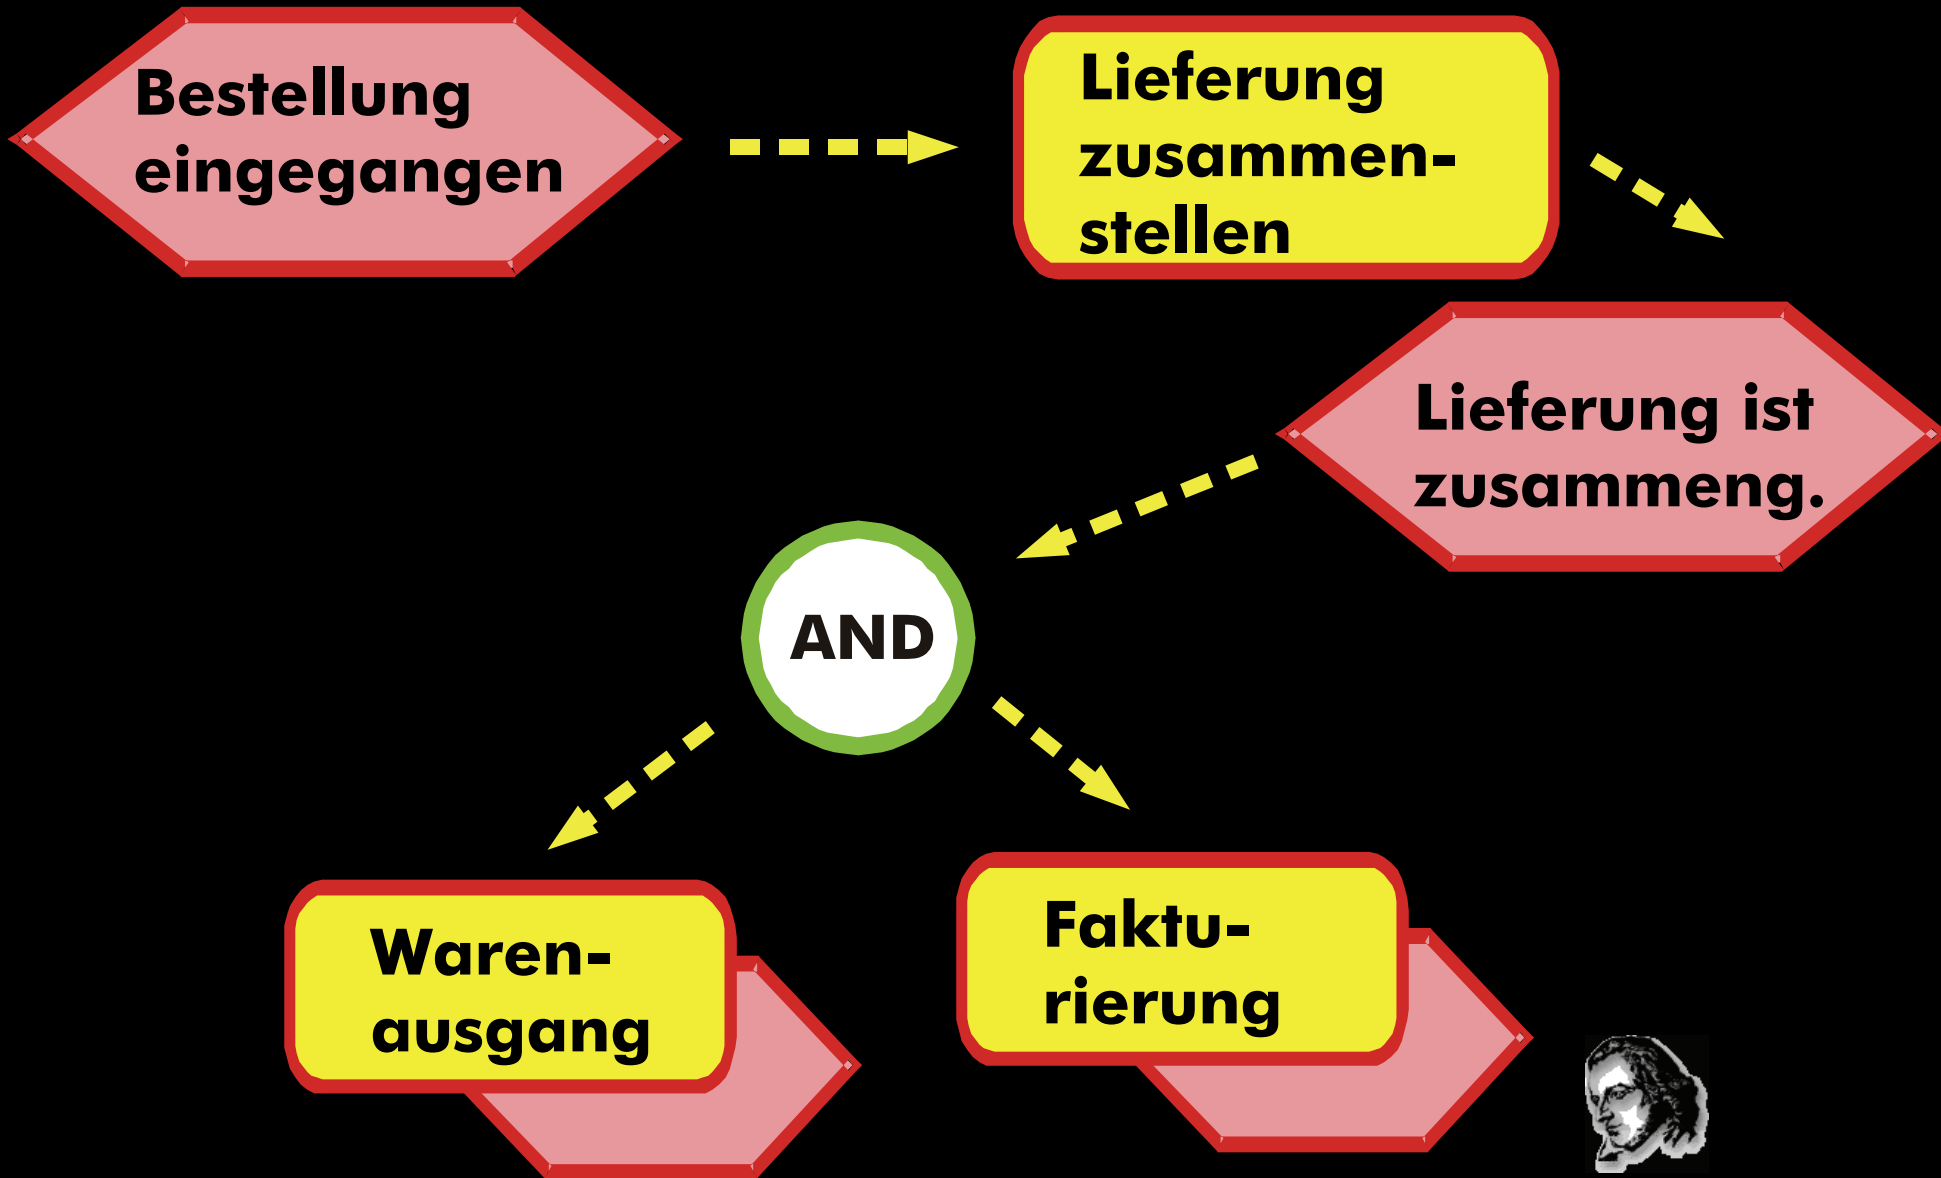 Bestellung
eingegangen
Lieferung
zusammen-
stellen
Lieferung ist
zusammeng.
AND
Waren-
ausgang
Faktu-
rierung